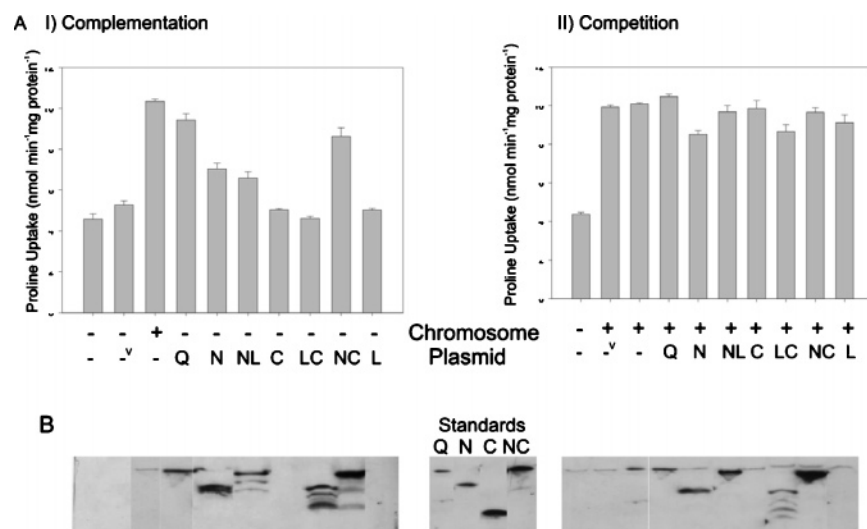 A I) Complementation
II) Competition
Proline Uptake (nmol min⁻¹mg protein⁻¹)
Proline Uptake (nmol min⁻¹mg protein⁻¹)
- - + - - - - - - -
Chromosome
- + + + + + + + + +
- -ᵛ - Q N NL C LC NC L
Plasmid
- -ᵛ - Q N NL C LC NC L
B
Standards
Q N C NC